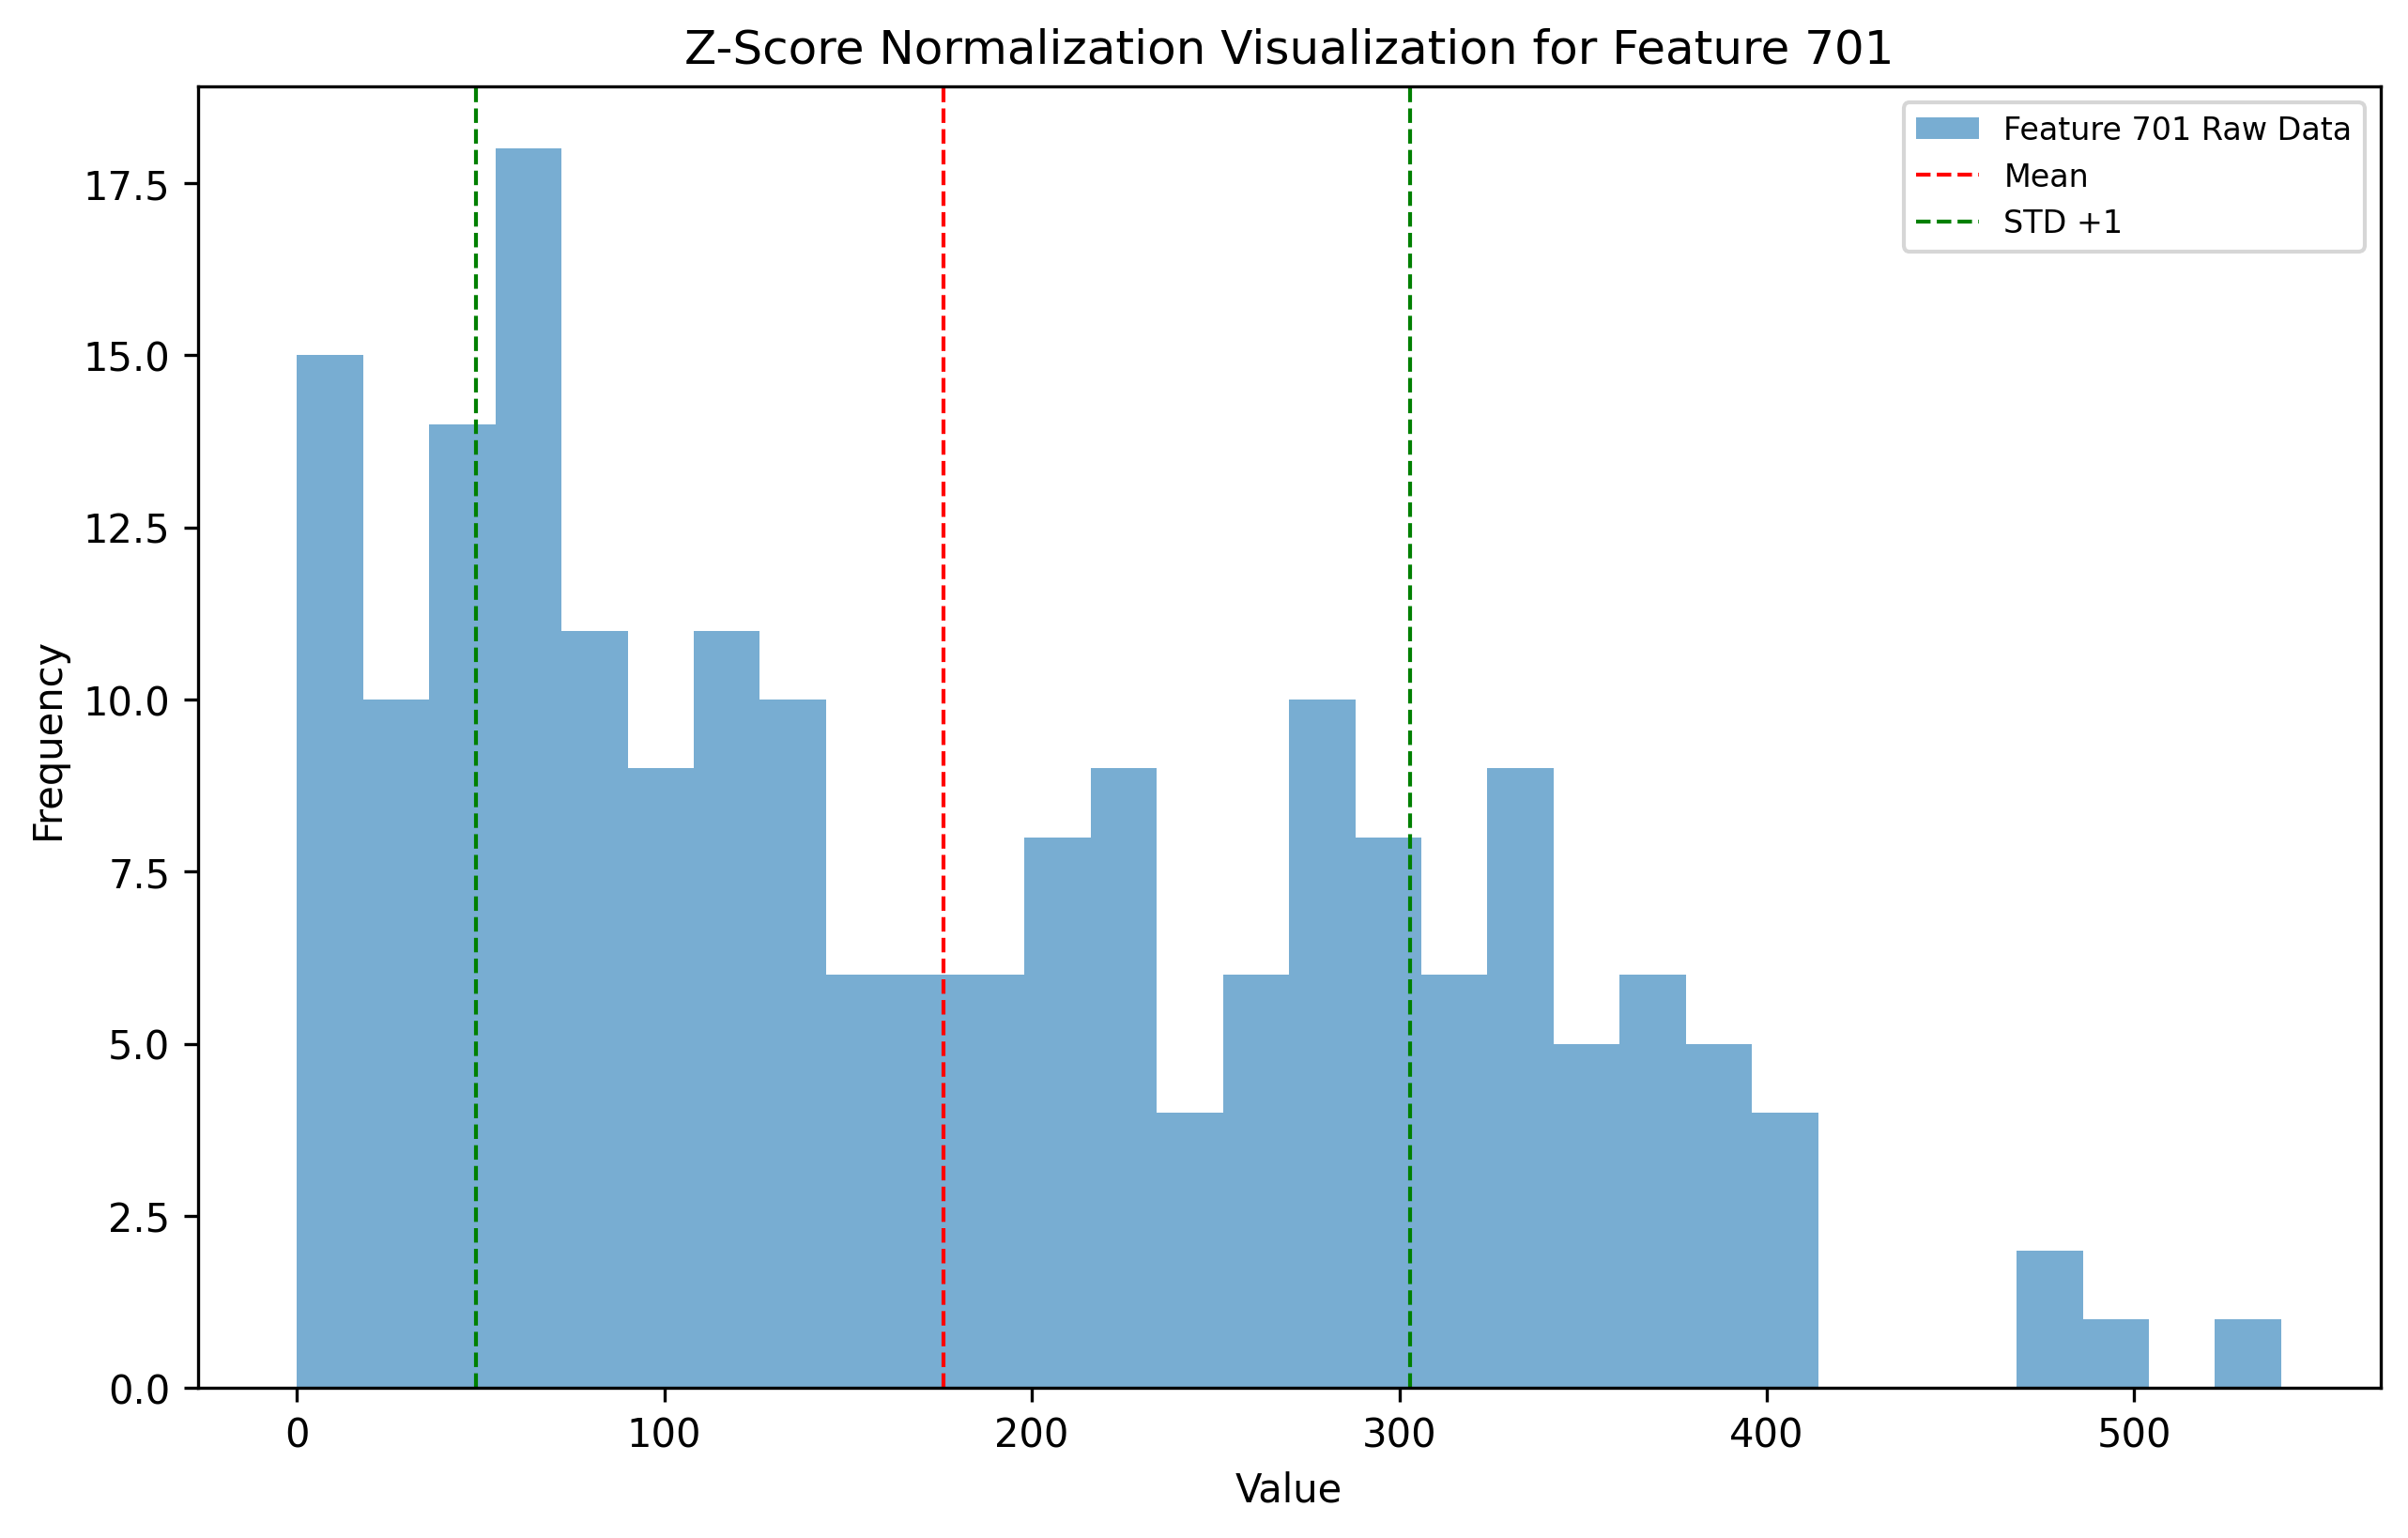 Z-Score Normalization Visualization for Feature 701
Feature 701 Raw Data
Mean
STD +1
17.5
15.0
12.5
10.0
7.5
5.0
2.5
0.0
Frequency
0 100 200 300 400 500
Value